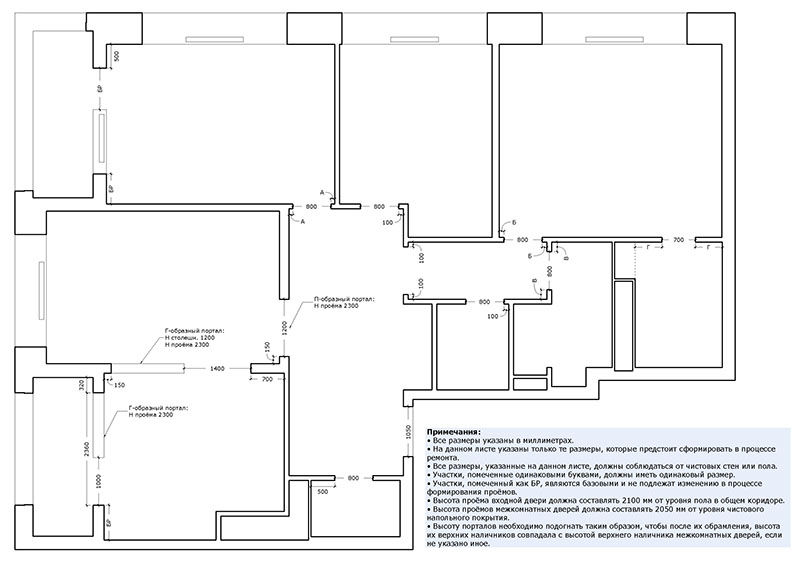 500
БР
БР
А
800
А
800
100
Б
800
Б
В
800
В
Г
700
Г
100
100
800
100
П-образный портал:
Н проёма 2300
1200
Г-образный портал:
Н столешн. 1200
Н проёма 2300
150
1400
700
150
320
Г-образный портал:
Н проёма 2300
2360
1000
БР
1050
800
500
Примечания:
• Все размеры указаны в миллиметрах.
• На данном листе указаны только те размеры, которые предстоит сформировать в процессе
ремонта.
• Все размеры, указанные на данном листе, должны соблюдаться от чистовых стен или пола.
• Участки, помеченные одинаковыми буквами, должны иметь одинаковый размер.
• Участки, помеченный как БР, являются базовыми и не подлежат изменению в процессе
формирования проёмов.
• Высота проёма входной двери должна составлять 2100 мм от уровня пола в общем коридоре.
• Высота проёмов межкомнатных дверей должна составлять 2050 мм от уровня чистового
напольного покрытия.
• Высоту порталов необходимо подогнать таким образом, чтобы после их обрамления, высота
их верхних наличников совпадала с высотой верхнего наличника межкомнатных дверей, если
не указано иное.